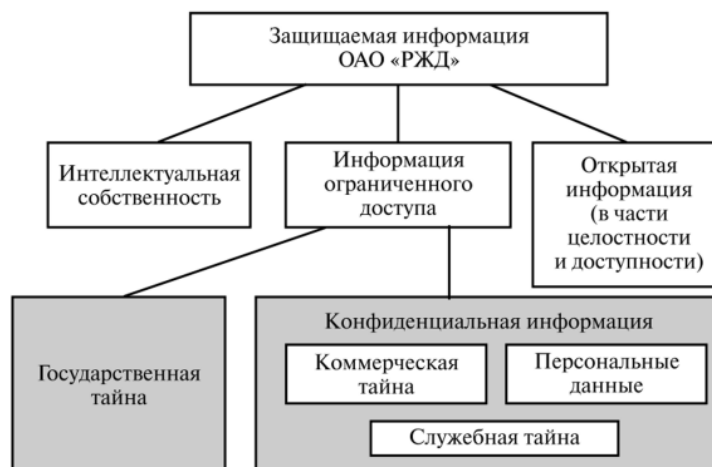 Защищаемая информация
ОАО «РЖД»
Интеллектуальная
собственность
Информация
ограниченного
доступа
Открытая
информация
(в части
целостности
и доступности)
Государственная
тайна
Конфиденциальная информация
Коммерческая
тайна
Персональные
данные
Служебная тайна